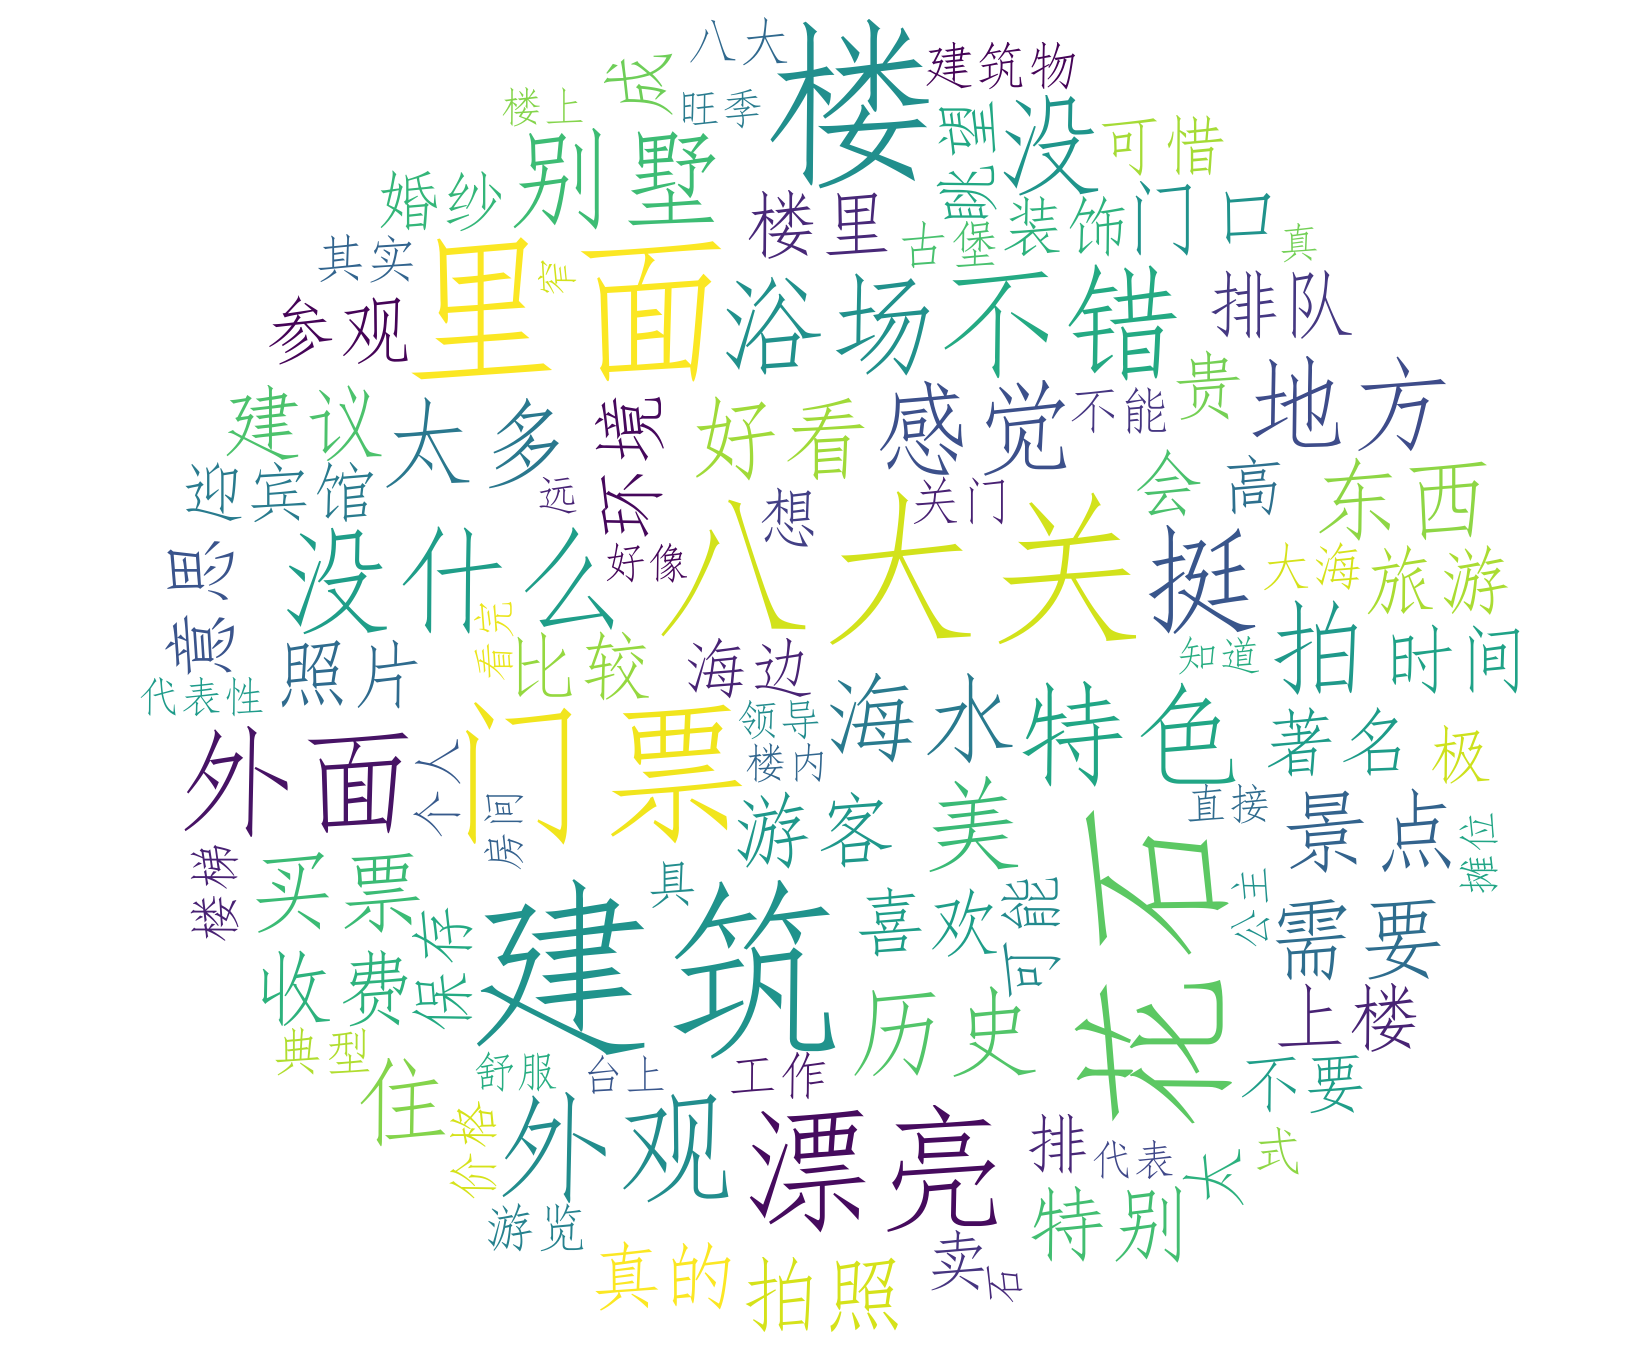 八大
楼
建筑物
成
楼上
旺季
眺望
没
可惜
别墅
婚纱
楼里
古堡
装饰
门口
真
其实
里面
窄
浴场
不错
排队
参观
建议
太多
环境
好看
感觉
不能
贵
地方
迎宾馆
远
想
关门
会
高
东西
意思
没什么
好像
八大关
挺
大海
旅游
看完
照片
比较
海边
知道
拍
时间
代表性
领导
海水
特色
著名
极
外面
个人
门票
楼内
房间
游客
美
直接
景点
摊位
楼梯
买票
具
喜欢
可能
花石
公主
需要
收费
保存
建筑
历史
上楼
典型
住
舒服
台上
工作
不要
价格
外观
漂亮
排
代表
太
式
游览
特别
真的
拍照
卖
石